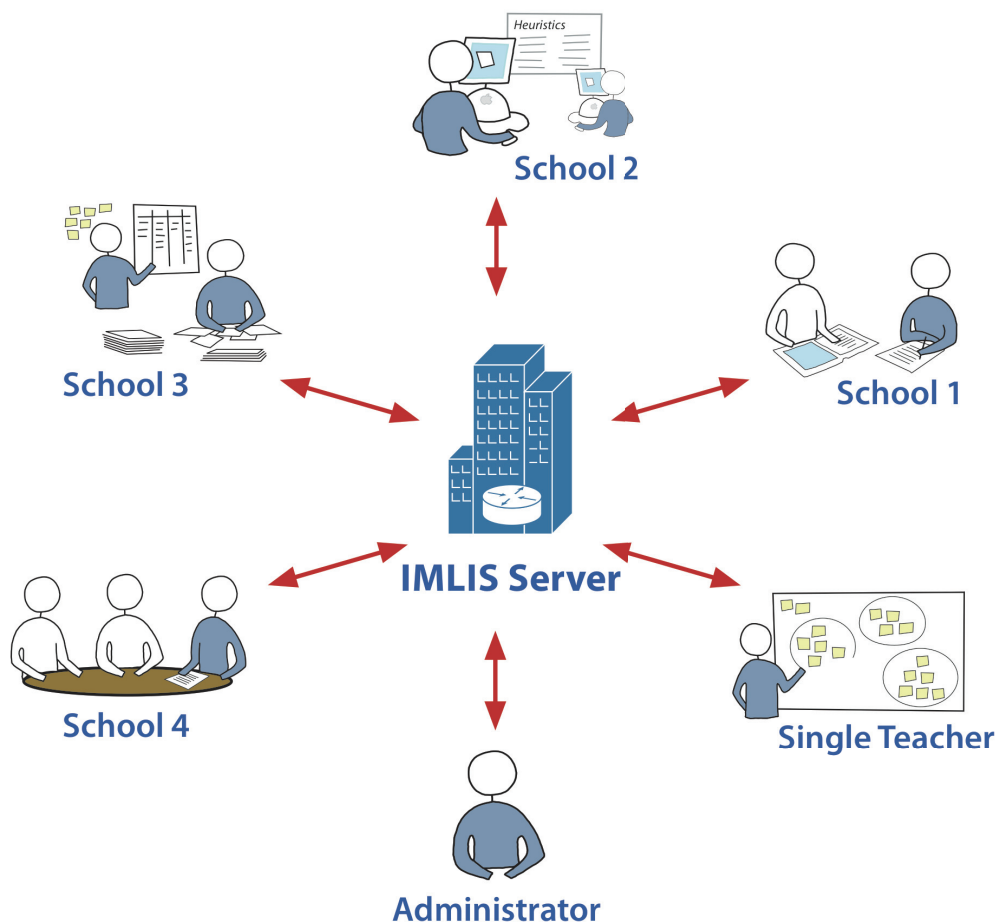 Heuristics
School 2
School 3
School 1
IMLIS Server
School 4
Single Teacher
Administrator